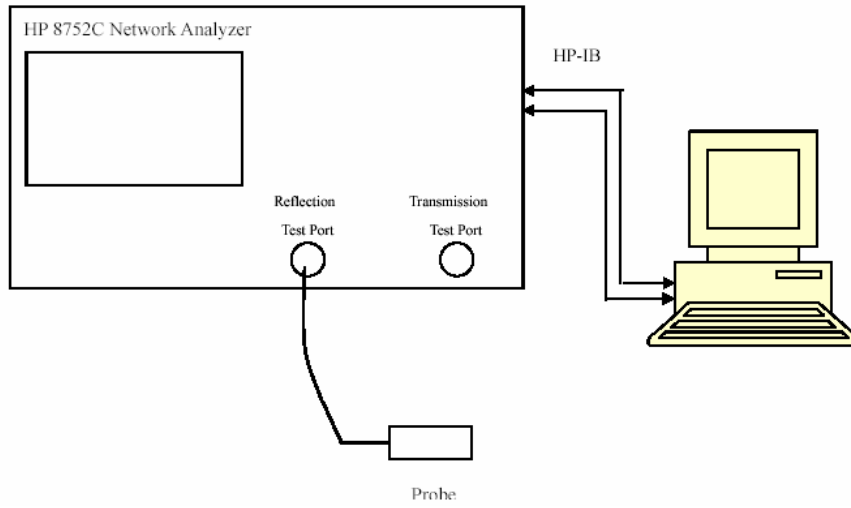 HP 8752C Network Analyzer
HP-IB
Reflection
Test Port
Transmission
Test Port
Probe